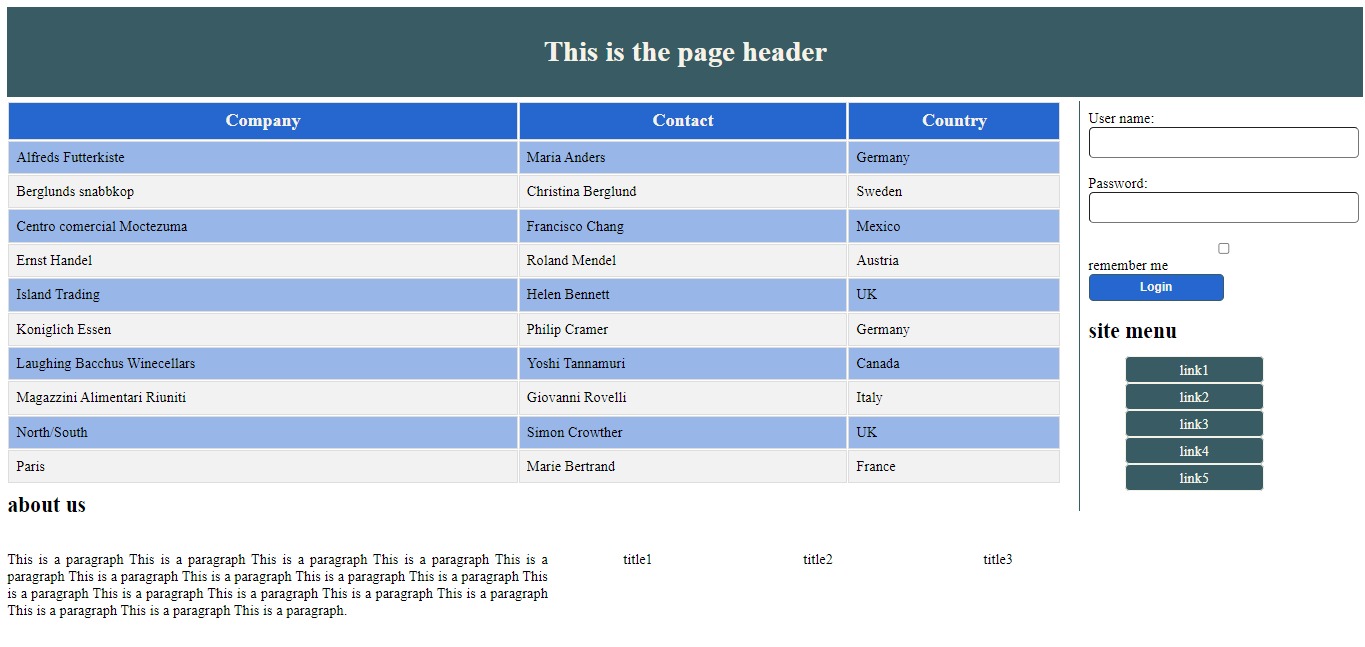 This is the page header
Company Contact Country
Alfreds Futterkiste Maria Anders Germany
Berglunds snabbkop Christina Berglund Sweden
Centro comercial Moctezuma Francisco Chang Mexico
Ernst Handel Roland Mendel Austria
Island Trading Helen Bennett UK
Koniglich Essen Philip Cramer Germany
Laughing Bacchus Winecellars Yoshi Tannamuri Canada
Magazzini Alimentari Riuniti Giovanni Rovelli Italy
North/South Simon Crowther UK
Paris Marie Bertrand France
User name:
Password:
remember me
Login
site menu
link1
link2
link3
link4
link5
about us
This is a paragraph This is a paragraph This is a paragraph This is a paragraph This is a
paragraph This is a paragraph This is a paragraph This is a paragraph This is a paragraph This
is a paragraph This is a paragraph This is a paragraph This is a paragraph This is a paragraph
This is a paragraph This is a paragraph This is a paragraph.
title1 title2 title3